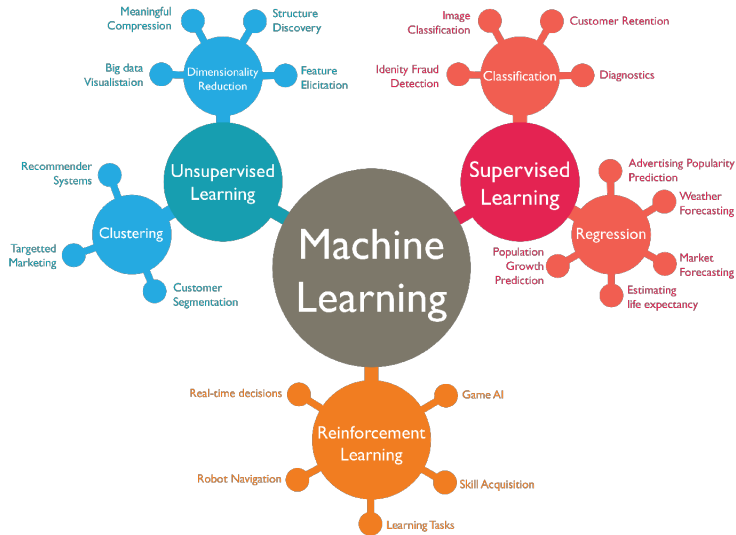 Meaningful
Compression
Structure
Discovery
Big data
Visualistaion
Dimensionality
Reduction
Feature
Elicitation
Unsupervised
Learning
Recommender
Systems
Clustering
Targetted
Marketing
Customer
Segmentation
Machine
Learning
Image
Classification
Customer Retention
Idenity Fraud
Detection
Classification
Diagnostics
Supervised
Learning
Advertising Popularity
Prediction
Weather
Forecasting
Regression
Population
Growth
Prediction
Market
Forecasting
Estimating
life expectancy
Real-time decisions
Game AI
Reinforcement
Learning
Robot Navigation
Skill Acquisition
Learning Tasks